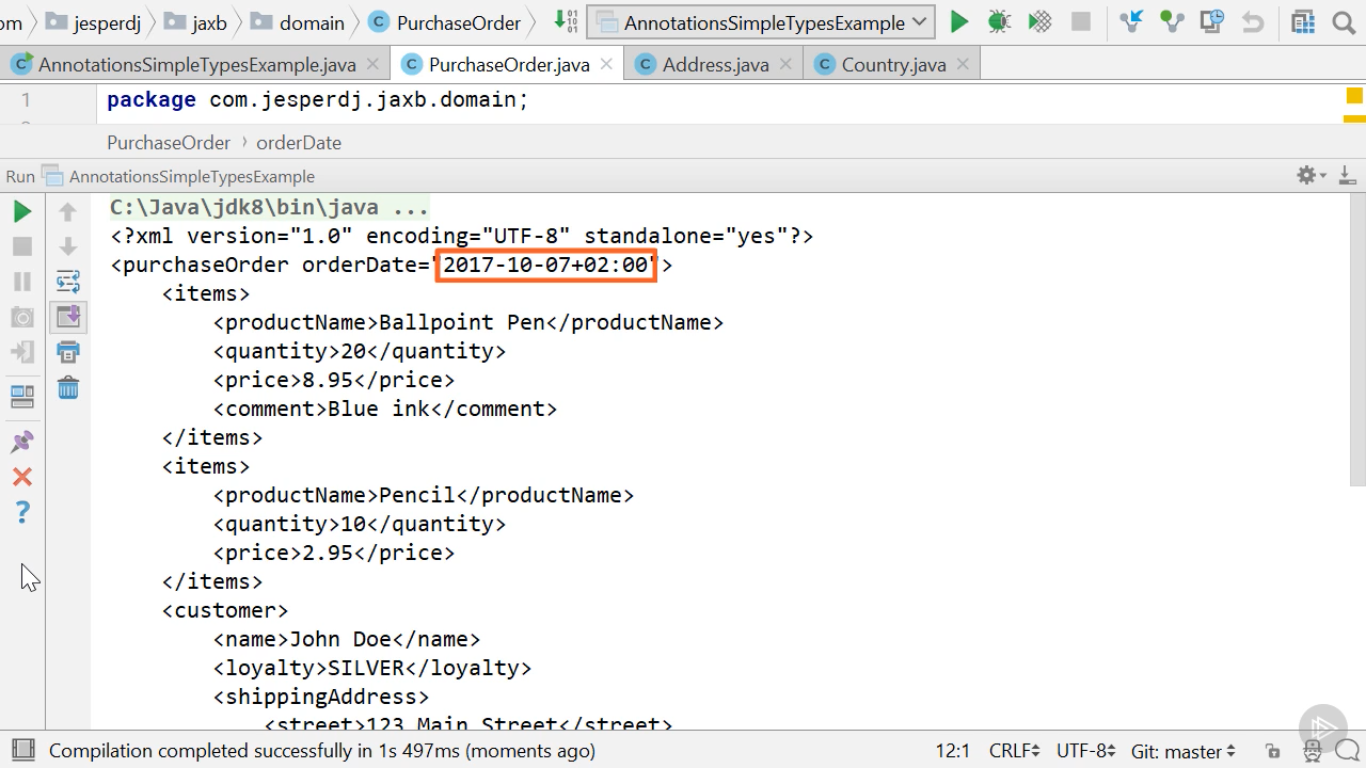 om jesperdj jaxb domain PurchaseOrder AnnotationsSimpleTypesExample
AnnotationsSimpleTypesExample.java PurchaseOrder.java Address.java Country.java
1 package com.jesperdj.jaxb.domain;
PurchaseOrder › orderDate
Run AnnotationsSimpleTypesExample
C:\Java\jdk8\bin\java ...
<?xml version="1.0" encoding="UTF-8" standalone="yes"?>
<purchaseOrder orderDate="2017-10-07+02:00">
<items>
<productName>Ballpoint Pen</productName>
<quantity>20</quantity>
<price>8.95</price>
<comment>Blue ink</comment>
</items>
<items>
<productName>Pencil</productName>
<quantity>10</quantity>
<price>2.95</price>
</items>
<customer>
<name>John Doe</name>
<loyalty>SILVER</loyalty>
<shippingAddress>
<street>123 Main Street</street>
Compilation completed successfully in 1s 497ms (moments ago) 12:1 CRLF UTF-8 Git: master